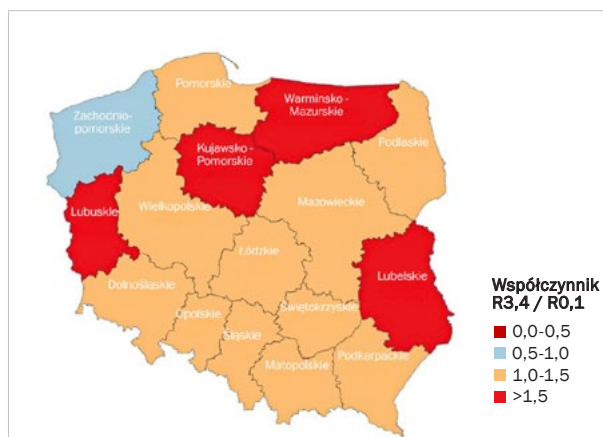 Pomorskie
Zachodnio-
pomorskie
Warminsko-
Mazurskie
Podlaskie
Kujawsko-
Pomorskie
Lubuskie
Wielkopolskie
Mazowieckie
Łódzkie
Lubelskie
Dolnośląskie
Opolskie
Śląskie
Świętokrzyskie
Małopolskie
Podkarpackie
Współczynnik
R3,4 / R0,1
0,0-0,5
0,5-1,0
1,0-1,5
>1,5